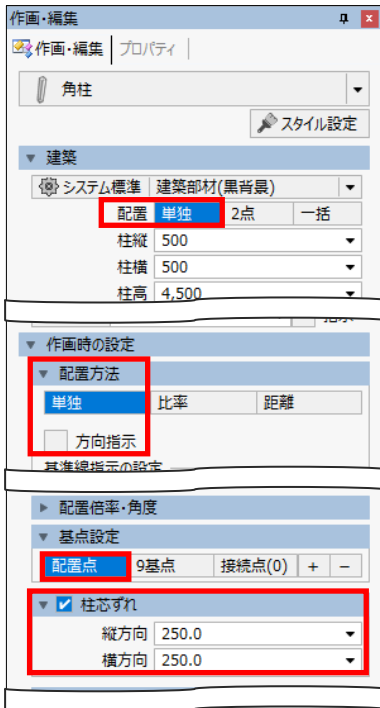 作画・編集
作画・編集 プロパティ
角柱
スタイル設定
建築
システム標準 建築部材(黒背景)
配置 単独 2点 一括
柱縦 500
柱横 500
柱高 4,500
作画時の設定
配置方法
単独 比率 距離
方向指示
基準線指示の設定
配置倍率・角度
基点設定
配置点 9基点 接続点(0) + −
柱芯ずれ
縦方向 250.0
横方向 250.0